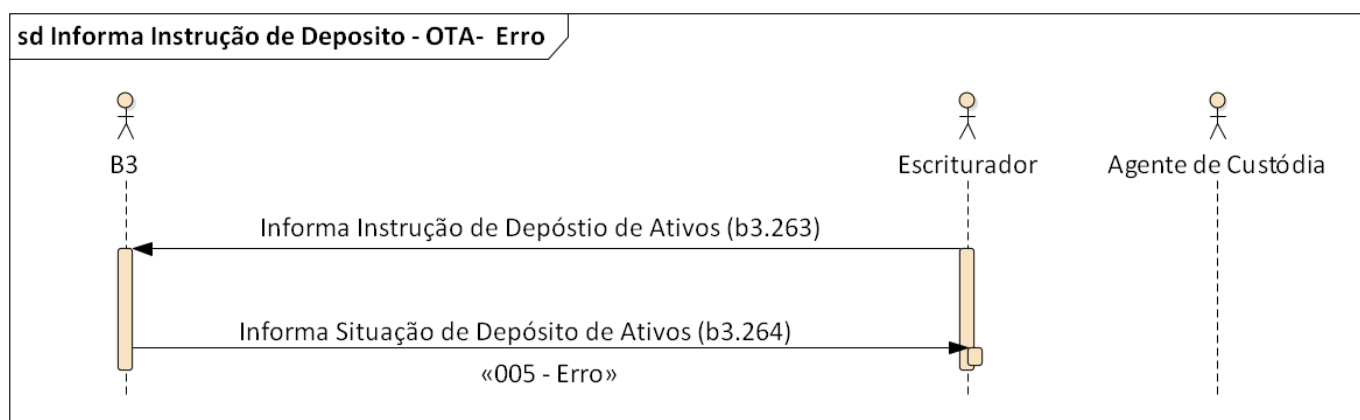 sd Informa Instrução de Deposito - OTA-  Erro
B3
Escriturador
Agente de Custódia
Informa Instrução de Depóstio de Ativos (b3.263)
Informa Situação de Depósito de Ativos (b3.264)
«005 - Erro»